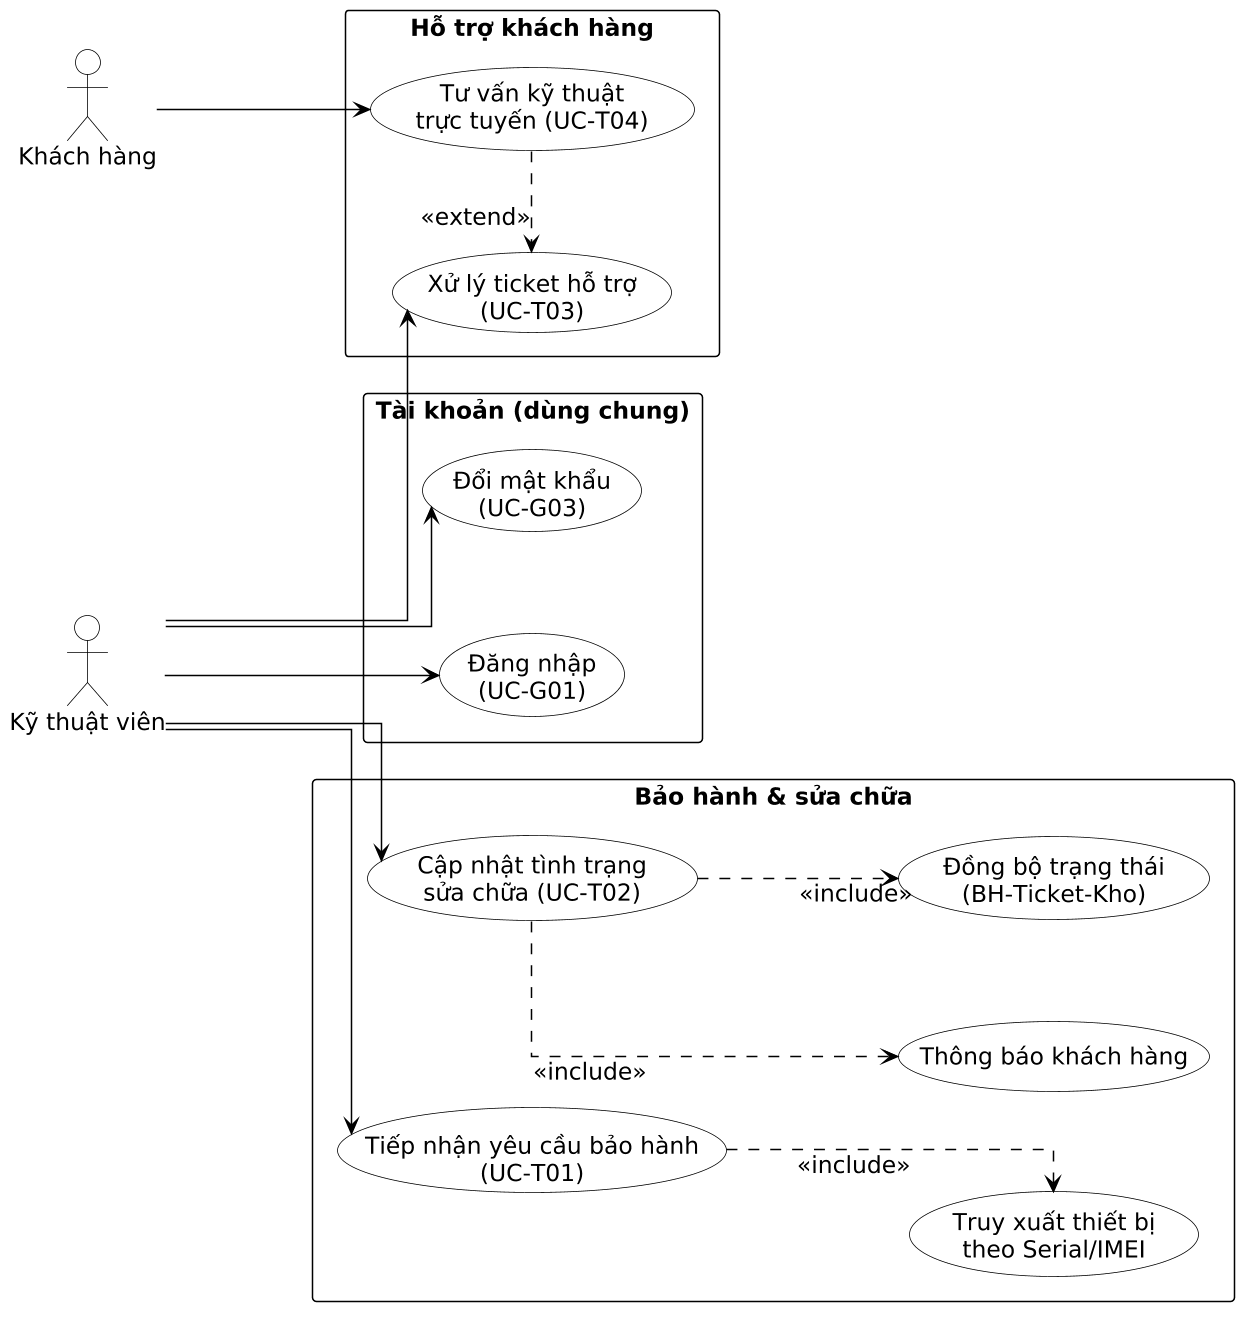 Hỗ trợ khách hàng
Tư vấn kỹ thuật
trực tuyến (UC-T04)
Khách hàng
«extend»
Xử lý ticket hỗ trợ
(UC-T03)
Tài khoản (dùng chung)
Đổi mật khẩu
(UC-G03)
Đăng nhập
(UC-G01)
Kỹ thuật viên
Bảo hành & sửa chữa
Cập nhật tình trạng
sửa chữa (UC-T02)
«include»
Đồng bộ trạng thái
(BH-Ticket-Kho)
«include»
Thông báo khách hàng
Tiếp nhận yêu cầu bảo hành
(UC-T01)
«include»
Truy xuất thiết bị
theo Serial/IMEI